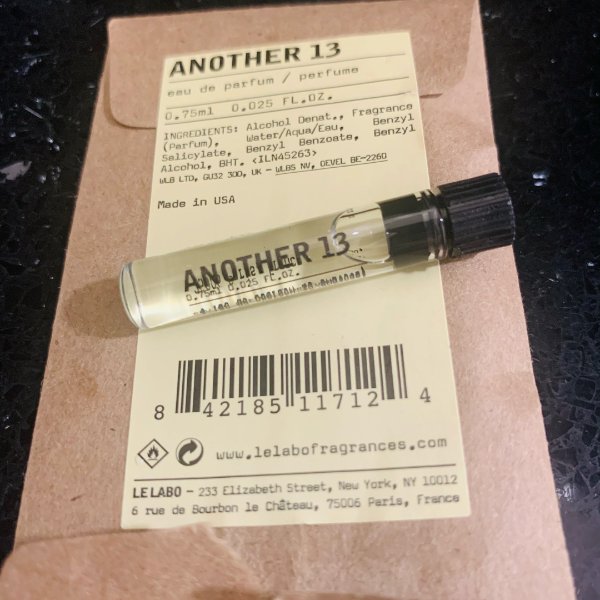 ANOTHER 13
eau de parfum / perfume
0.75ml 0.025 FL.OZ.
INGREDIENTS: Alcohol Denat., Fragrance
(Parfum), Water/Aqua/Eau, Benzyl
Salicylate, Benzyl Benzoate, Benzyl
Alcohol, BHT. <ILN45263>
WLB LTD, GU32 3QQ, UK – WLBS NV, DEVEL BE-2260
Made in USA
ANOTHER 13
0.75ml 0.025 FL.OZ.
8 42185 11712 4
www.lelabofragrances.com
LE LABO – 233 Elizabeth Street, New York, NY 10012
6 rue de Bourbon le Château, 75006 Paris, France